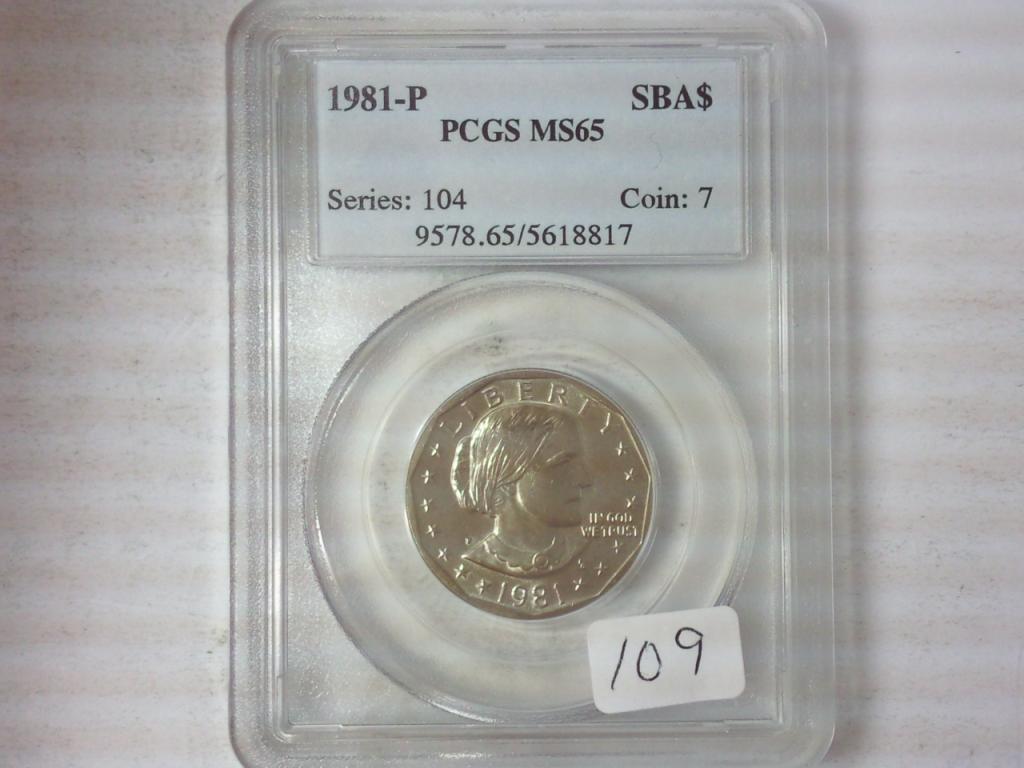 1981-P SBA$
PCGS MS65
Series: 104 Coin: 7
9578.65/5618817
LIBERTY
IN GOD
WE TRUST
P
1981
109